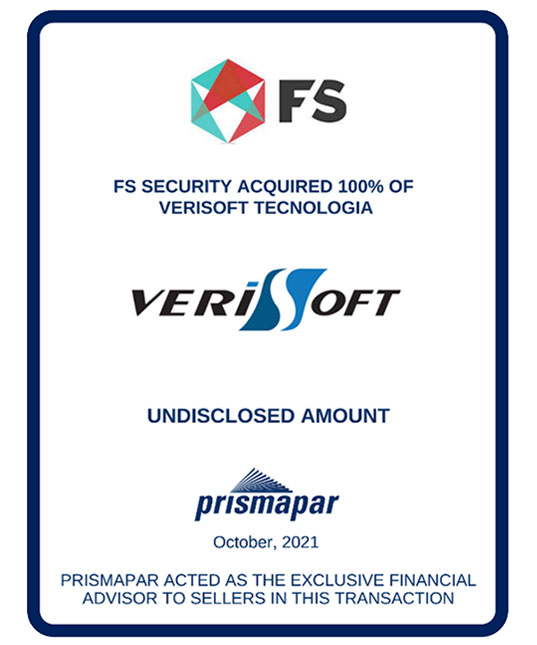 FS
FS SECURITY ACQUIRED 100% OF
VERISOFT TECNOLOGIA
VERISOFT
UNDISCLOSED AMOUNT
prismapar
October, 2021
PRISMAPAR ACTED AS THE EXCLUSIVE FINANCIAL
ADVISOR TO SELLERS IN THIS TRANSACTION